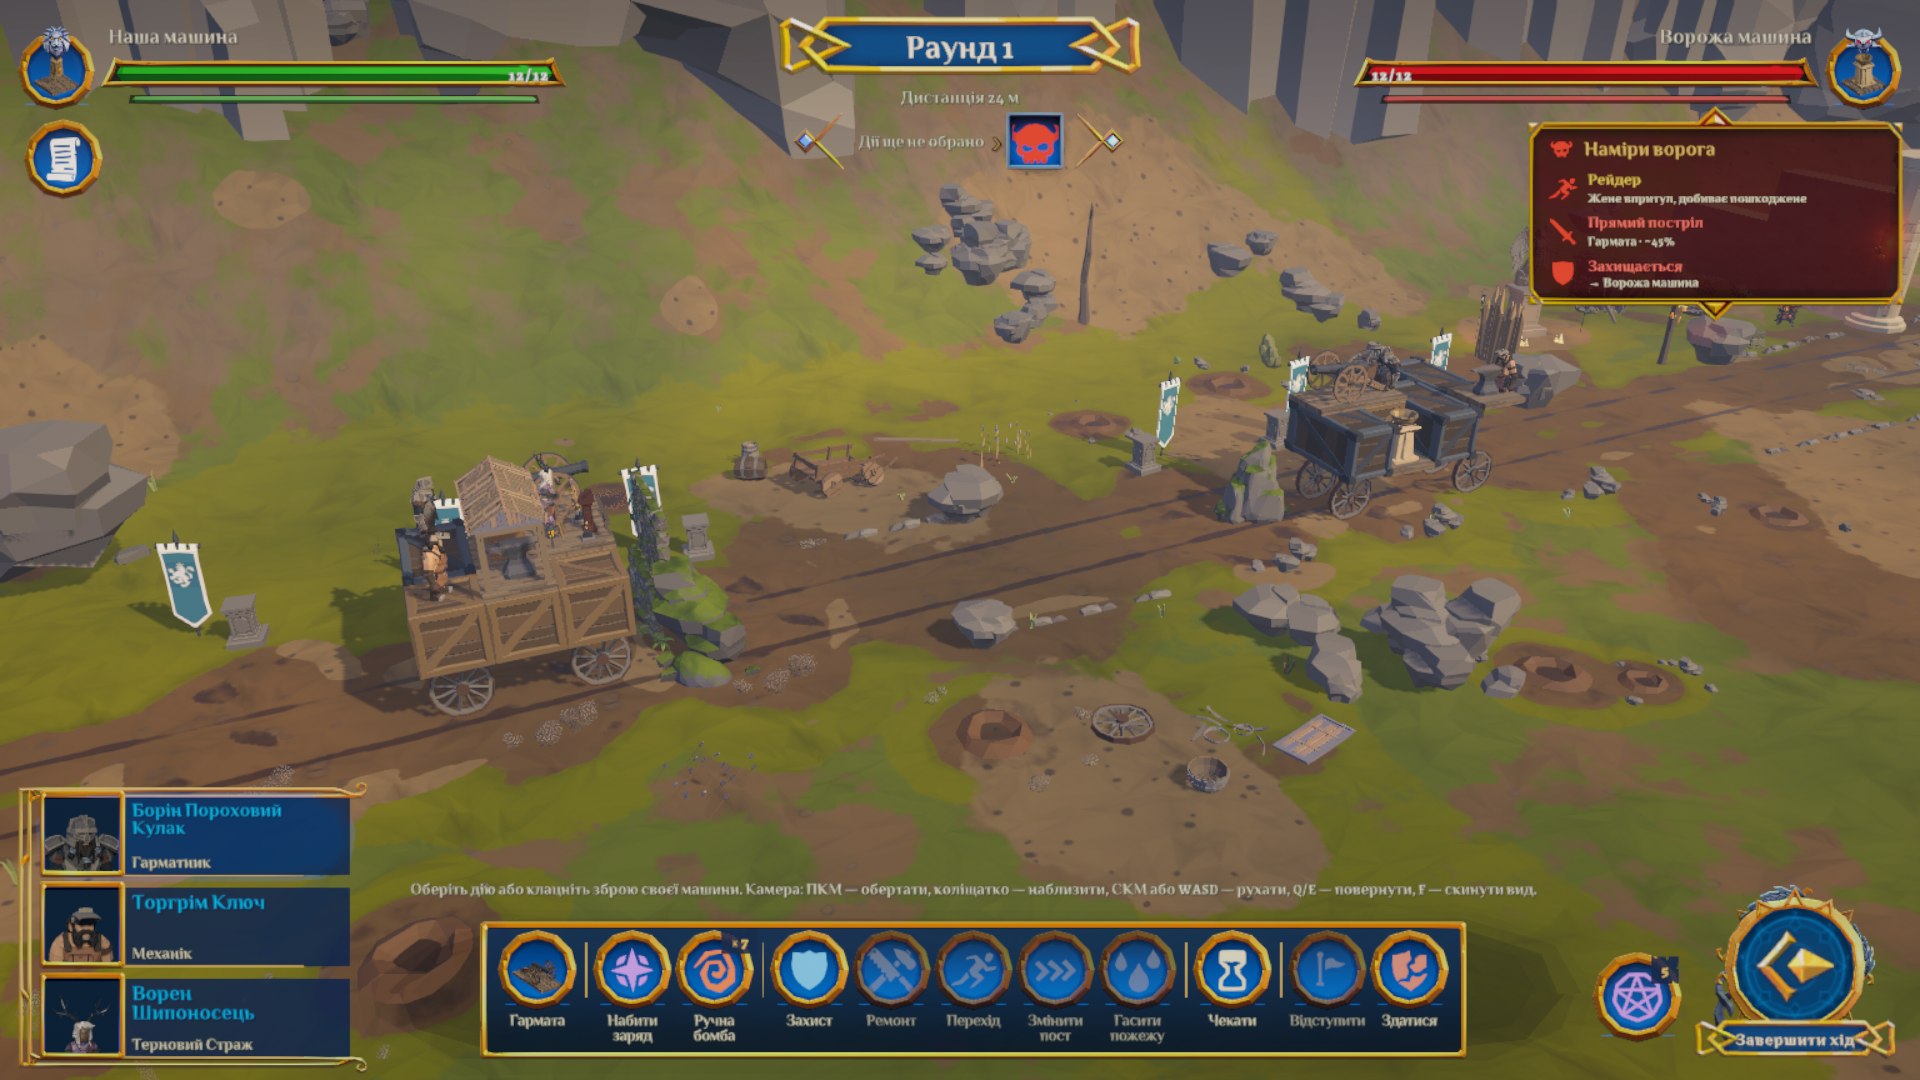 Наша машина
12/12
Раунд 1
Дистанція 24 м
Дії ще не обрано
Ворожа машина
12/12
Наміри ворога
Рейдер
Жене впритул, добиває пошкоджене
Прямий постріл
Гармата · ~45%
Захищається
→ Ворожа машина
Борін Пороховий
Кулак
Гарматник
Торгрім Ключ
Механік
Ворен
Шипоносець
Терновий Страж
Оберіть дію або клацніть зброю своєї машини. Камера: ПКМ — обертати, коліщатко — наблизити, СКМ або WASD — рухати, Q/E — повернути, F — скинути вид.
Гармата
Набити
заряд
×7
Ручна
бомба
Захист
Ремонт
Перехід
Змінити
пост
Гасити
пожежу
Чекати
Відступити
Здатися
5
Завершити хід